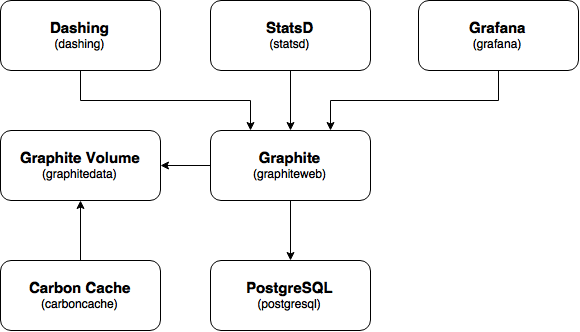 Dashing
(dashing)
StatsD
(statsd)
Grafana
(grafana)
Graphite Volume
(graphitedata)
Graphite
(graphiteweb)
Carbon Cache
(carboncache)
PostgreSQL
(postgresql)